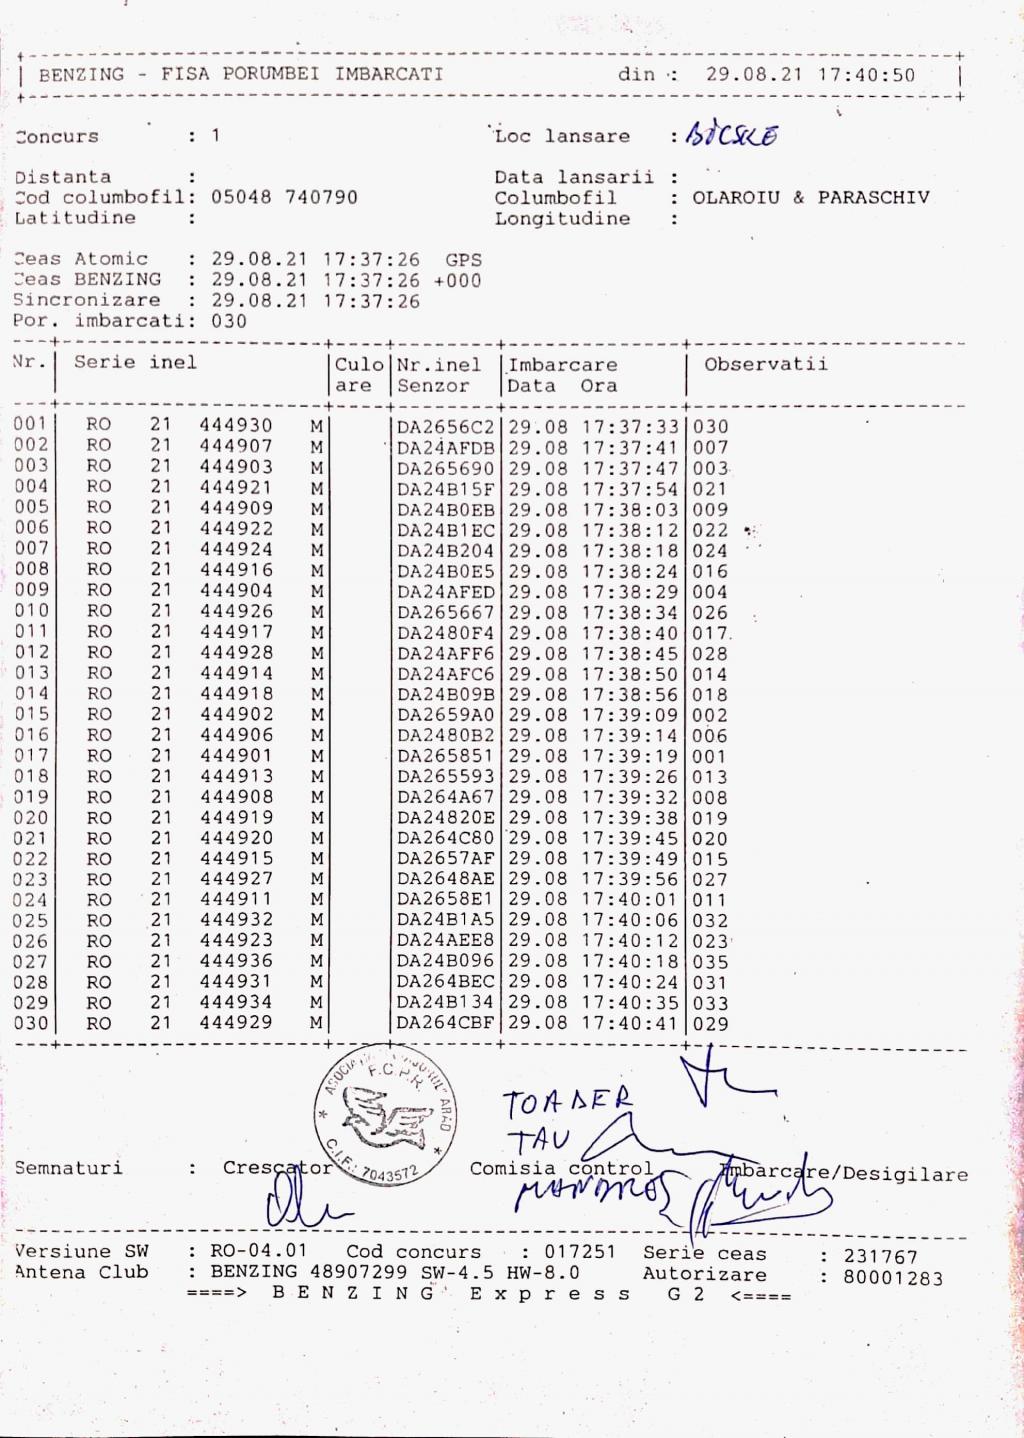 BENZING - FISA PORUMBEI IMBARCATI din : 29.08.21 17:40:50
Concurs : 1 Loc lansare : BICSKE
Distanta : Data lansarii :
Cod columbofil: 05048 740790 Columbofil : OLAROIU & PARASCHIV
Latitudine : Longitudine :
Ceas Atomic : 29.08.21 17:37:26 GPS
Ceas BENZING : 29.08.21 17:37:26 +000
Sincronizare : 29.08.21 17:37:26
Por. imbarcati: 030
Nr. Serie inel Culo Nr.inel Imbarcare Observatii
are Senzor Data Ora
001 RO 21 444930 M DA2656C2 29.08 17:37:33 030
002 RO 21 444907 M DA24AFDB 29.08 17:37:41 007
003 RO 21 444903 M DA265690 29.08 17:37:47 003
004 RO 21 444921 M DA24B15F 29.08 17:37:54 021
005 RO 21 444909 M DA24B0EB 29.08 17:38:03 009
006 RO 21 444922 M DA24B1EC 29.08 17:38:12 022
007 RO 21 444924 M DA24B204 29.08 17:38:18 024
008 RO 21 444916 M DA24B0E5 29.08 17:38:24 016
009 RO 21 444904 M DA24AFED 29.08 17:38:29 004
010 RO 21 444926 M DA265667 29.08 17:38:34 026
011 RO 21 444917 M DA2480F4 29.08 17:38:40 017
012 RO 21 444928 M DA24AFF6 29.08 17:38:45 028
013 RO 21 444914 M DA24AFC6 29.08 17:38:50 014
014 RO 21 444918 M DA24B09B 29.08 17:38:56 018
015 RO 21 444902 M DA2659A0 29.08 17:39:09 002
016 RO 21 444906 M DA2480B2 29.08 17:39:14 006
017 RO 21 444901 M DA265851 29.08 17:39:19 001
018 RO 21 444913 M DA265593 29.08 17:39:26 013
019 RO 21 444908 M DA264A67 29.08 17:39:32 008
020 RO 21 444919 M DA24820E 29.08 17:39:38 019
021 RO 21 444920 M DA264C80 29.08 17:39:45 020
022 RO 21 444915 M DA2657AF 29.08 17:39:49 015
023 RO 21 444927 M DA2648AE 29.08 17:39:56 027
024 RO 21 444911 M DA2658E1 29.08 17:40:01 011
025 RO 21 444932 M DA24B1A5 29.08 17:40:06 032
026 RO 21 444923 M DA24AEE8 29.08 17:40:12 023
027 RO 21 444936 M DA24B096 29.08 17:40:18 035
028 RO 21 444931 M DA264BEC 29.08 17:40:24 031
029 RO 21 444934 M DA24B134 29.08 17:40:35 033
030 RO 21 444929 M DA264CBF 29.08 17:40:41 029
F.C.P.R.
ARAD
C.I.F.: 7043572
TOADER
TAU
Semnaturi : Crescator Comisia control Imbarcare/Desigilare
Versiune SW : RO-04.01 Cod concurs : 017251 Serie ceas : 231767
Antena Club : BENZING 48907299 SW-4.5 HW-8.0 Autorizare : 80001283
====> B E N Z I N G E x p r e s s G 2 <====